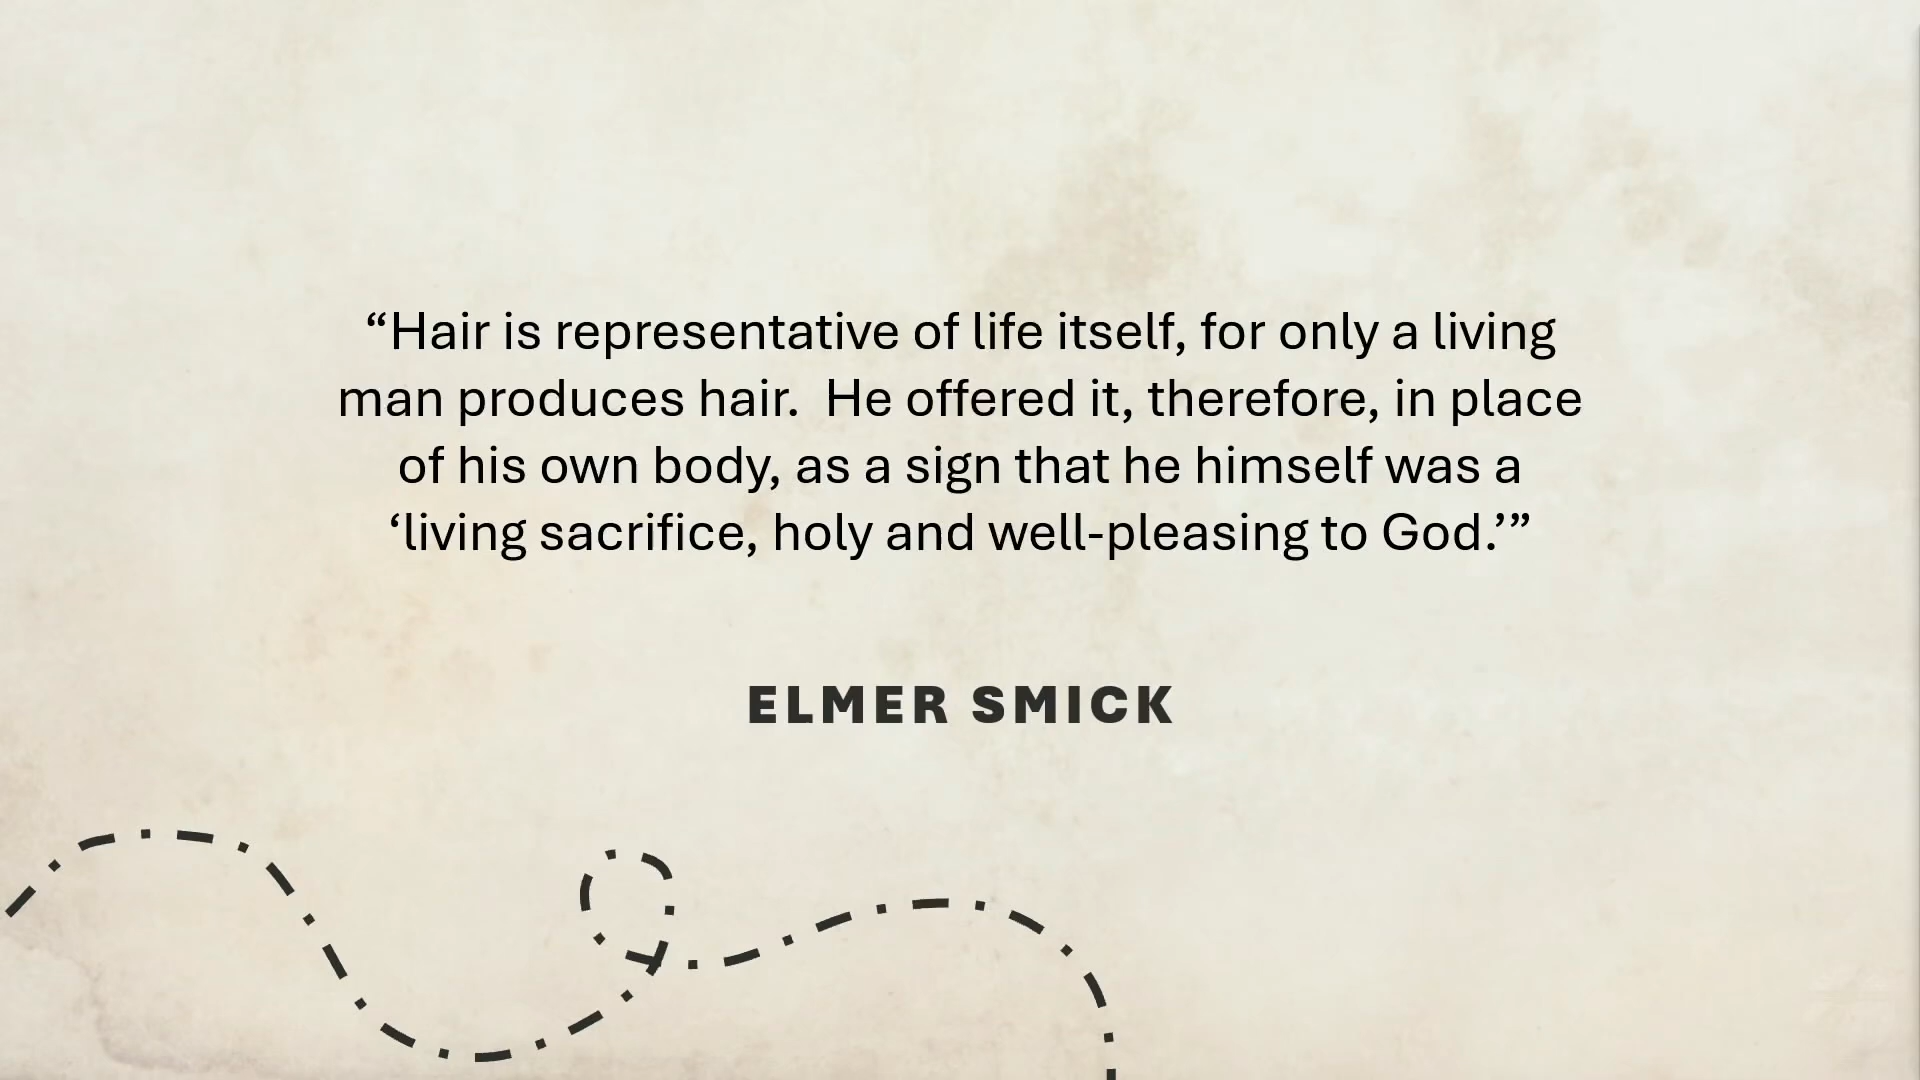 “Hair is representative of life itself, for only a living
man produces hair.  He offered it, therefore, in place
of his own body, as a sign that he himself was a
‘living sacrifice, holy and well-pleasing to God.’”
ELMER SMICK